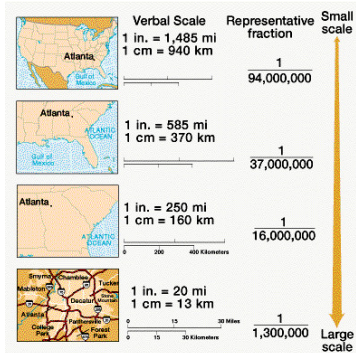 Verbal Scale
Representative
fraction
Small
scale
Atlanta
Gulf of
Mexico
1 in. = 1,485 mi
1 cm = 940 km
1
94,000,000
Atlanta
ATLANTIC
OCEAN
Gulf of
Mexico
1 in. = 585 mi
1 cm = 370 km
1
37,000,000
Atlanta
ATLANTIC
OCEAN
1 in. = 250 mi
1 cm = 160 km
0 200 400 Kilometers
1
16,000,000
Smyrna
Chamblee
Tucker
Mableton
Decatur
Stone
Mountain
Atlanta
Panthersville
College
Park
Forest
Park
1 in. = 20 mi
1 cm = 13 km
0 15 30 Miles
0 15 30 Kilometers
1
1,300,000
Large
scale